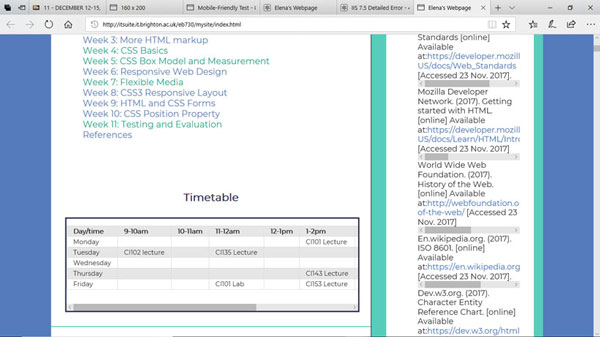 11 - DECEMBER 12-15,
160 x 200
Mobile-Friendly Test -
Elena's Webpage
IIS 7.5 Detailed Error -
Elena's Webpage
http://itsuite.it.brighton.ac.uk/eb730/mysite/index.html
Week 3: More HTML markup
Week 4: CSS Basics
Week 5: CSS Box Model and Measurement
Week 6: Responsive Web Design
Week 7: Flexible Media
Week 8: CSS3 Responsive Layout
Week 9: HTML and CSS Forms
Week 10: CSS Position Property
Week 11: Testing and Evaluation
References
Timetable
Day/time 9-10am 10-11am 11-12am 12-1pm 1-2pm
Monday CI101 Lecture
Tuesday CI102 lecture CI135 Lecture
Wednesday
Thursday CI143 Lecture
Friday CI101 Lab CI153 Lecture
Standards [online]
Available
at:https://developer.mozill
US/docs/Web_Standards
[Accessed 23 Nov. 2017].
Mozilla Developer
Network. (2017). Getting
started with HTML.
[online] Available
at:https://developer.mozill
US/docs/Learn/HTML/Intro
[Accessed 23 Nov. 2017]
World Wide Web
Foundation. (2017).
History of the Web.
[online] Available
at:http://webfoundation.o
of-the-web/ [Accessed 23
Nov. 2017]
En.wikipedia.org. (2017).
ISO 8601. [online]
Available
at:https://en.wikipedia.org
[Accessed 23 Nov. 2017].
Dev.w3.org. (2017).
Character Entity
Reference Chart. [online]
Available
at:https://dev.w3.org/html